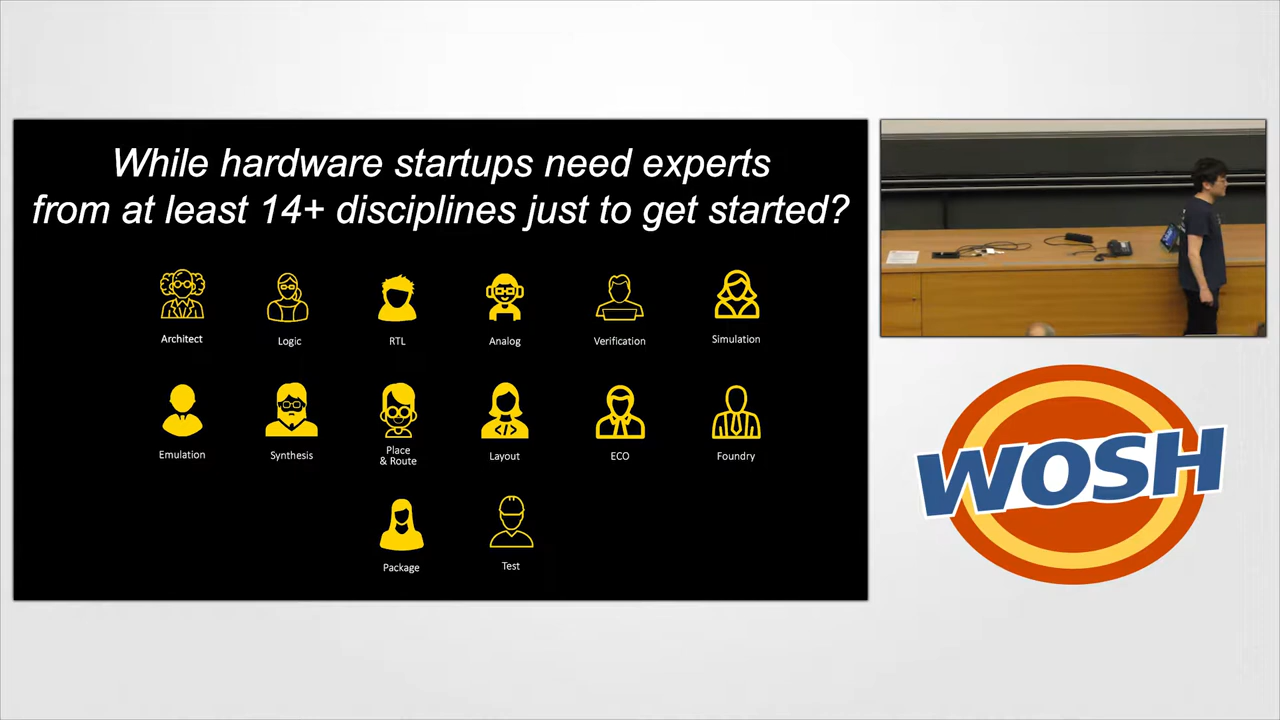 While hardware startups need experts
from at least 14+ disciplines just to get started?
Architect
Logic
RTL
Analog
Verification
Simulation
Emulation
Synthesis
Place
& Route
Layout
ECO
Foundry
Package
Test
WOSH